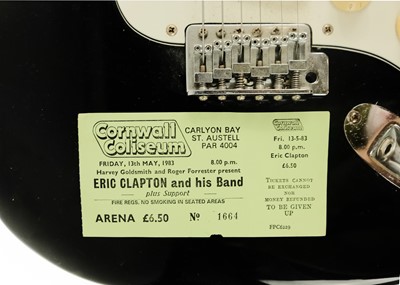 Cornwall
Coliseum
CARLYON BAY
ST. AUSTELL
PAR 4004
FRIDAY, 13th MAY, 1983
8.00 p.m.
Harvey Goldsmith and Roger Forrester present
ERIC CLAPTON and his Band
plus Support
FIRE REGS. NO SMOKING IN SEATED AREAS
ARENA £6.50 No 1664
Cornwall
Coliseum
Fri. 13-5-83
8.00 p.m.
Eric Clapton
£6.50
TICKETS CANNOT
BE EXCHANGED
NOR
MONEY REFUNDED
TO BE GIVEN
UP